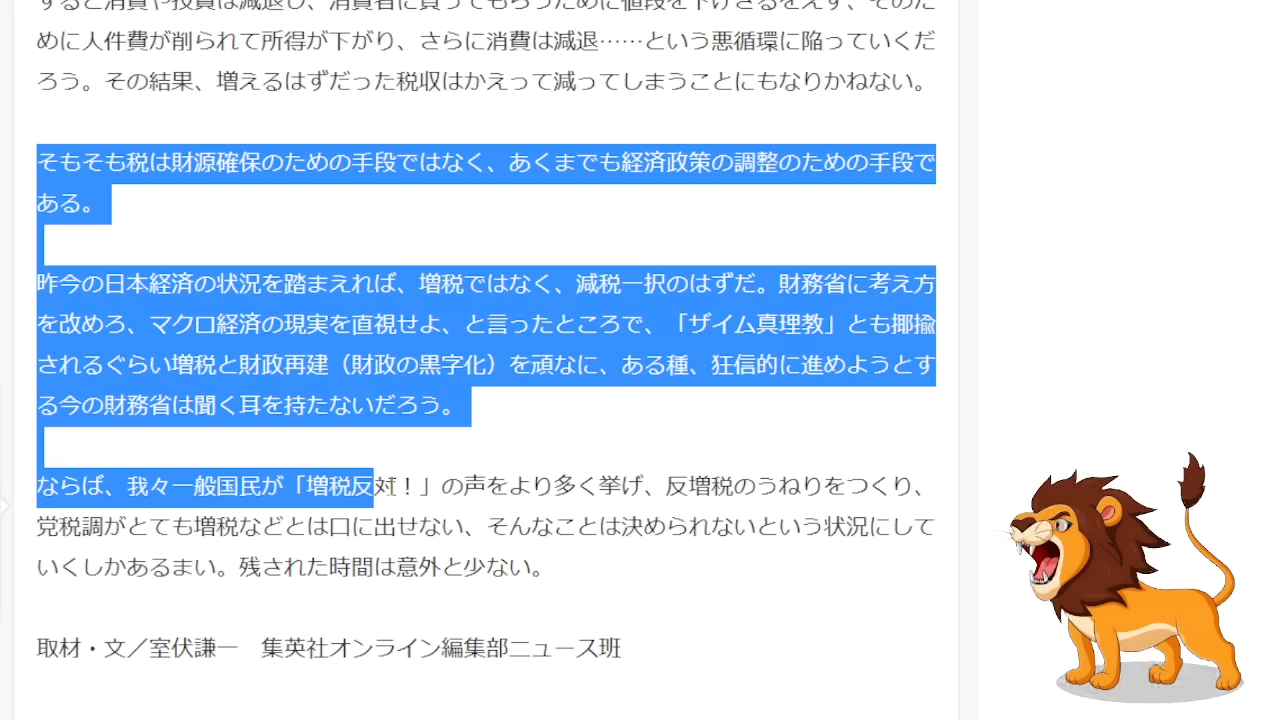 すると消費や投資は減退し、消費者に買ってもらうために値段を下げざるをえず、そのた
めに人件費が削られて所得が下がり、さらに消費は減退……という悪循環に陥っていくだ
ろう。その結果、増えるはずだった税収はかえって減ってしまうことにもなりかねない。
そもそも税は財源確保のための手段ではなく、あくまでも経済政策の調整のための手段で
ある。
昨今の日本経済の状況を踏まえれば、増税ではなく、減税一択のはずだ。財務省に考え方
を改めろ、マクロ経済の現実を直視せよ、と言ったところで、「ザイム真理教」とも揶揄
されるぐらい増税と財政再建（財政の黒字化）を頑なに、ある種、狂信的に進めようとす
る今の財務省は聞く耳を持たないだろう。
ならば、我々一般国民が「増税反対！」の声をより多く挙げ、反増税のうねりをつくり、
党税調がとても増税などとは口に出せない、そんなことは決められないという状況にして
いくしかあるまい。残された時間は意外と少ない。
取材・文／室伏謙一　集英社オンライン編集部ニュース班